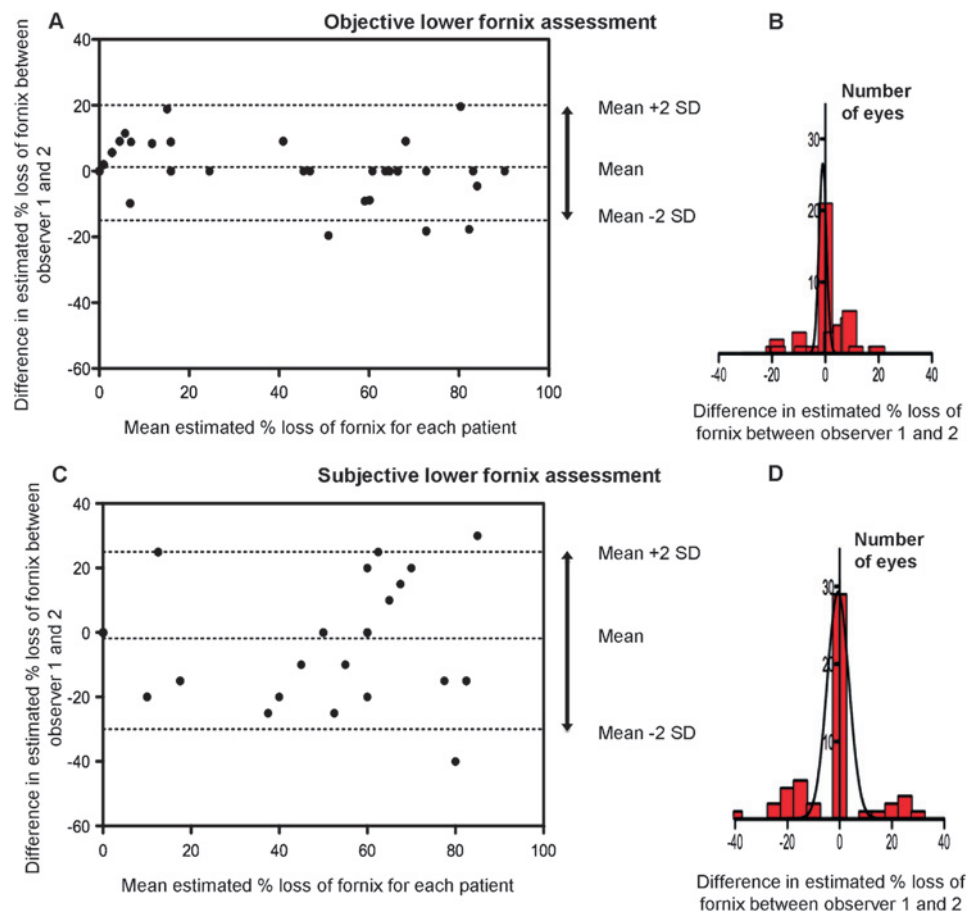 A
Objective lower fornix assessment
B
Difference in estimated % loss of fornix between
observer 1 and 2
40
20
0
-20
-40
-60
0
20
40
60
80
100
Mean estimated % loss of fornix for each patient
Mean +2 SD
Mean
Mean -2 SD
Number
of eyes
30
20
10
-40
-20
0
20
40
Difference in estimated % loss of
fornix between observer 1 and 2
C
Subjective lower fornix assessment
D
Difference in estimated % loss of fornix between
observer 1 and 2
40
20
0
-20
-40
-60
0
20
40
60
80
100
Mean estimated % loss of fornix for each patient
Mean +2 SD
Mean
Mean -2 SD
Number
of eyes
30
20
10
-40
-20
0
20
40
Difference in estimated % loss of
fornix between observer 1 and 2